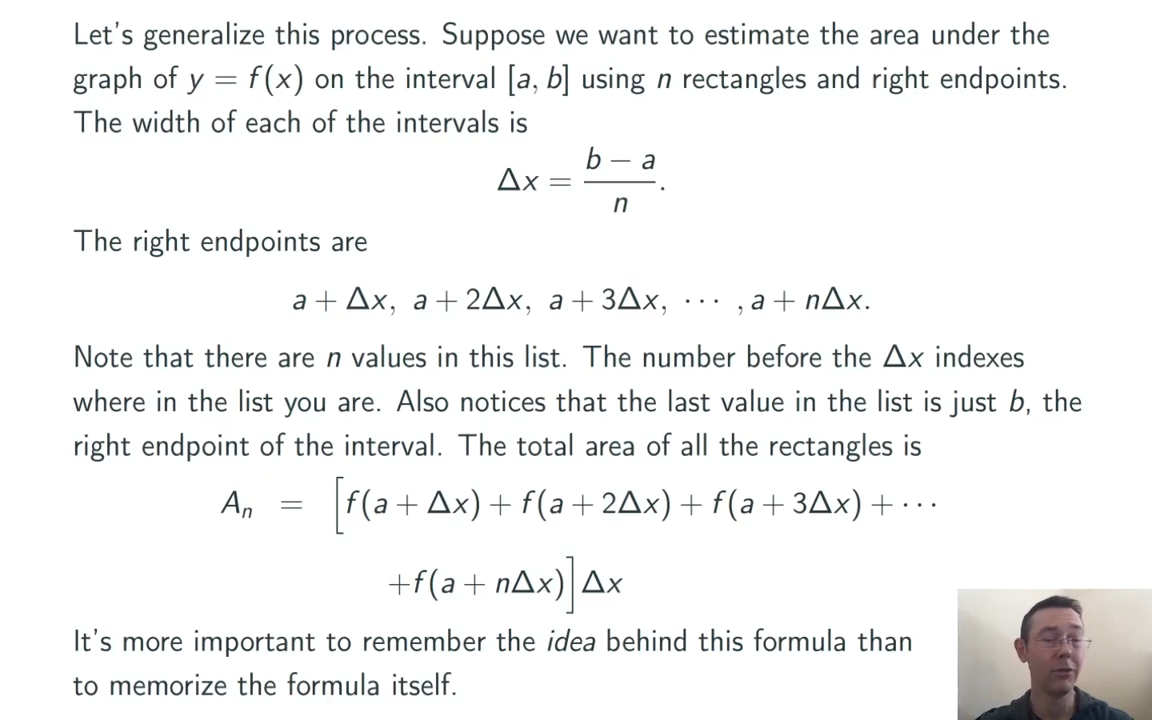 Let's generalize this process. Suppose we want to estimate the area under the
graph of y = f(x) on the interval [a, b] using n rectangles and right endpoints.
The width of each of the intervals is
Δx = (b − a)/n.
The right endpoints are
a + Δx, a + 2Δx, a + 3Δx, ⋯ , a + nΔx.
Note that there are n values in this list. The number before the Δx indexes
where in the list you are. Also notices that the last value in the list is just b, the
right endpoint of the interval. The total area of all the rectangles is
Aₙ = [f(a + Δx) + f(a + 2Δx) + f(a + 3Δx) + ⋯
+f(a + nΔx)]Δx
It's more important to remember the idea behind this formula than
to memorize the formula itself.